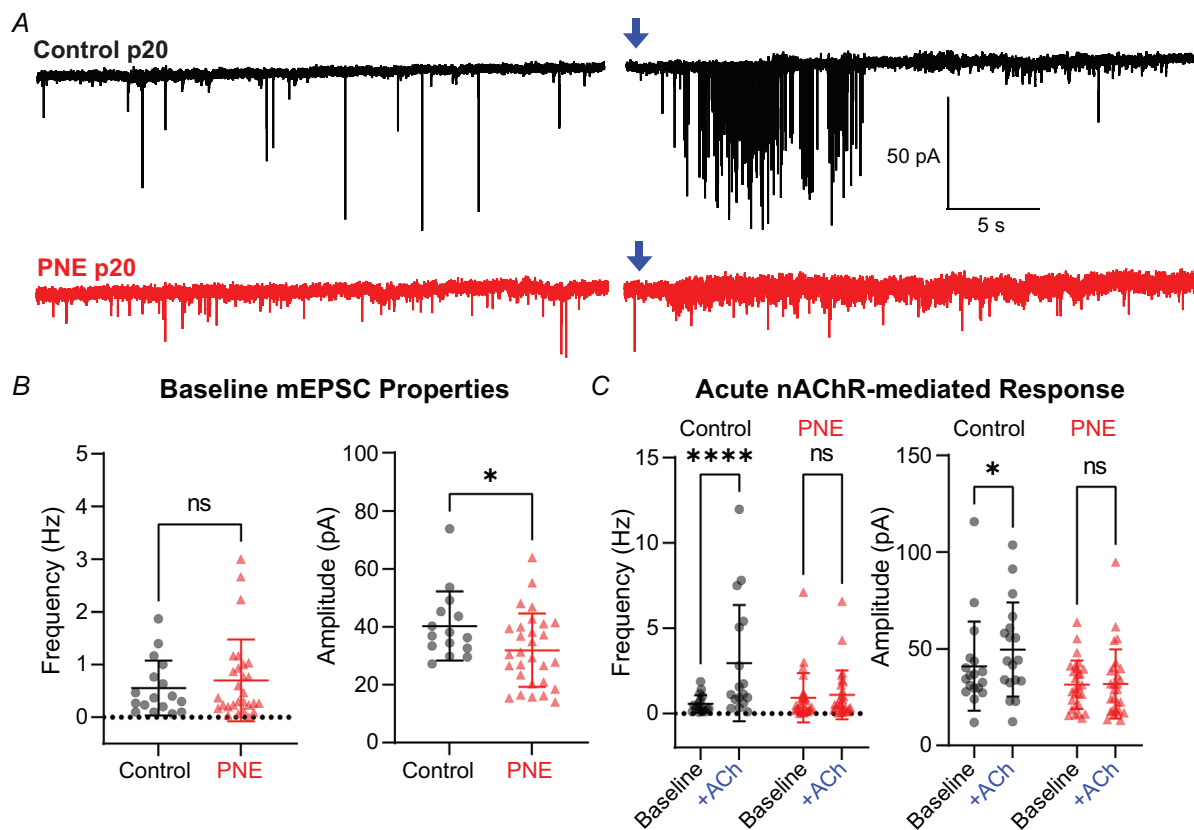 A
Control p20
50 pA
5 s
PNE p20
B Baseline mEPSC Properties
Frequency (Hz)
5
4
3
2
1
0
ns
Control PNE
Amplitude (pA)
100
80
60
40
20
0
*
Control PNE
C Acute nAChR-mediated Response
Frequency (Hz)
Control PNE
**** ns
15
10
5
0
Baseline +ACh Baseline +ACh
Amplitude (pA)
Control PNE
* ns
150
100
50
0
Baseline +ACh Baseline +ACh